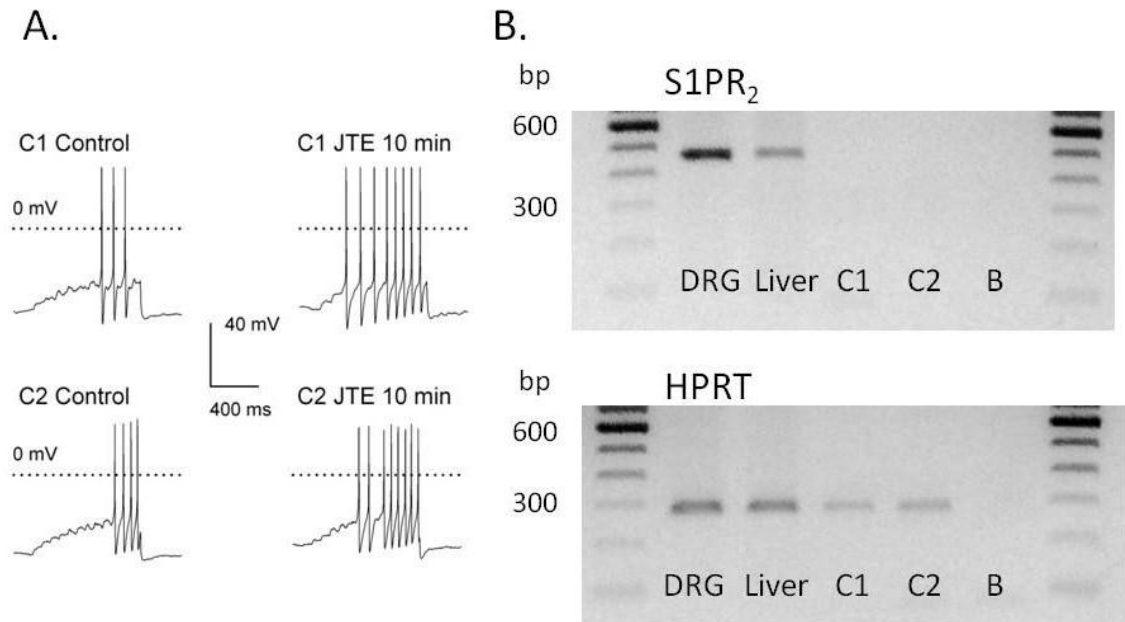 A.
C1 Control
C1 JTE 10 min
0 mV
40 mV
400 ms
C2 Control
C2 JTE 10 min
0 mV
B.
bp
S1PR₂
600
300
DRG Liver C1 C2 B
bp
HPRT
600
300
DRG Liver C1 C2 B